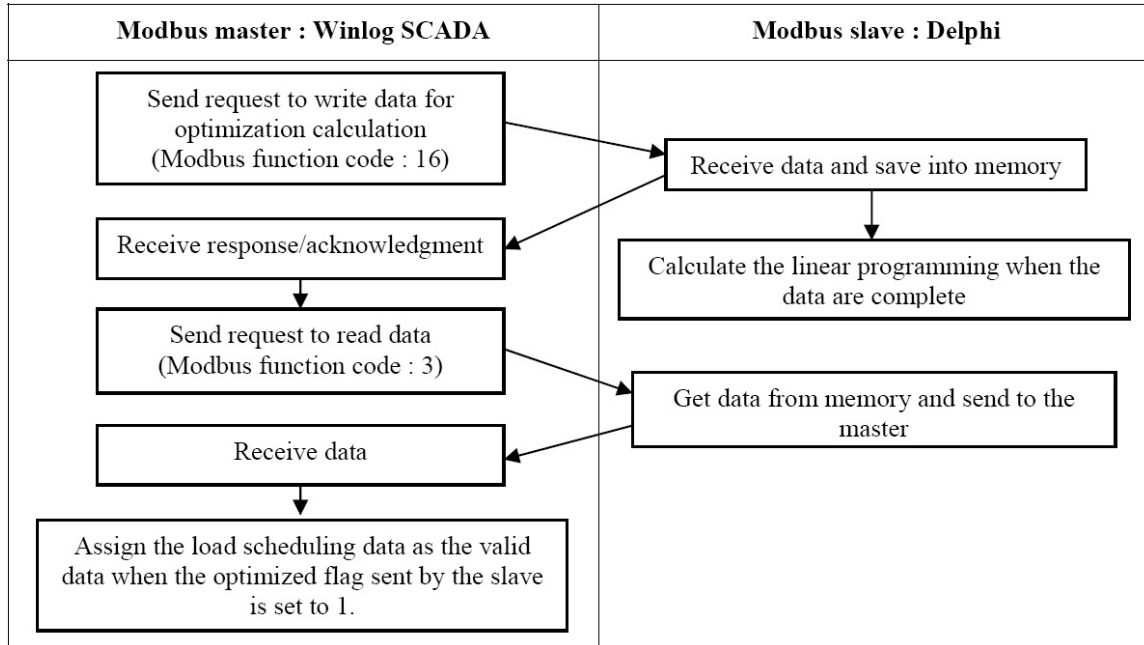 Modbus master : Winlog SCADA
Modbus slave : Delphi
Send request to write data for
optimization calculation
(Modbus function code : 16)
Receive data and save into memory
Receive response/acknowledgment
Calculate the linear programming when the
data are complete
Send request to read data
(Modbus function code : 3)
Get data from memory and send to the
master
Receive data
Assign the load scheduling data as the valid
data when the optimized flag sent by the slave
is set to 1.